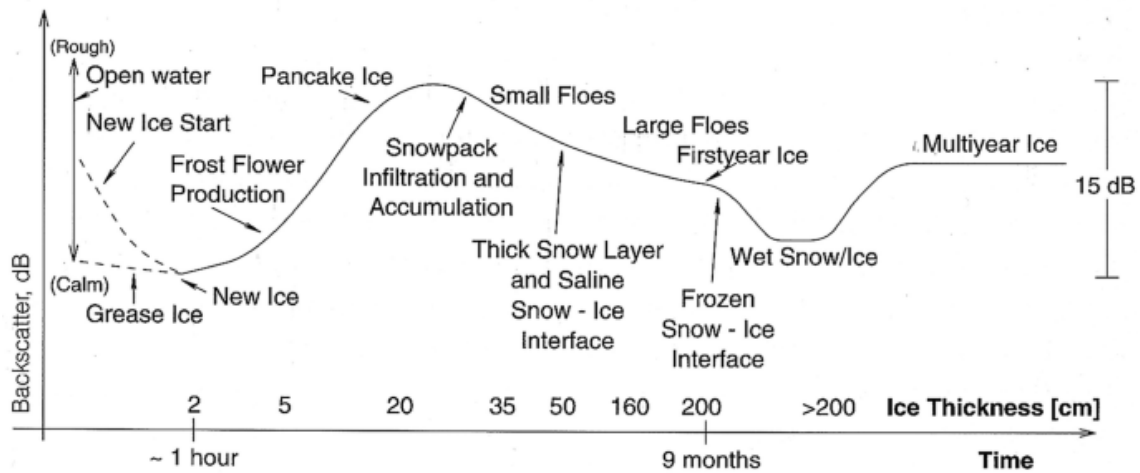 (Rough)
Open water
New Ice Start
Frost Flower
Production
Pancake Ice
Snowpack
Infiltration and
Accumulation
Small Floes
Large Floes
Firstyear Ice
Multiyear Ice
15 dB
Thick Snow Layer
and Saline
Snow - Ice
Interface
Wet Snow/Ice
Frozen
Snow - Ice
Interface
(Calm)
Grease Ice
New Ice
Backscatter, dB
2 5 20 35 50 160 200 >200 Ice Thickness [cm]
~ 1 hour 9 months Time